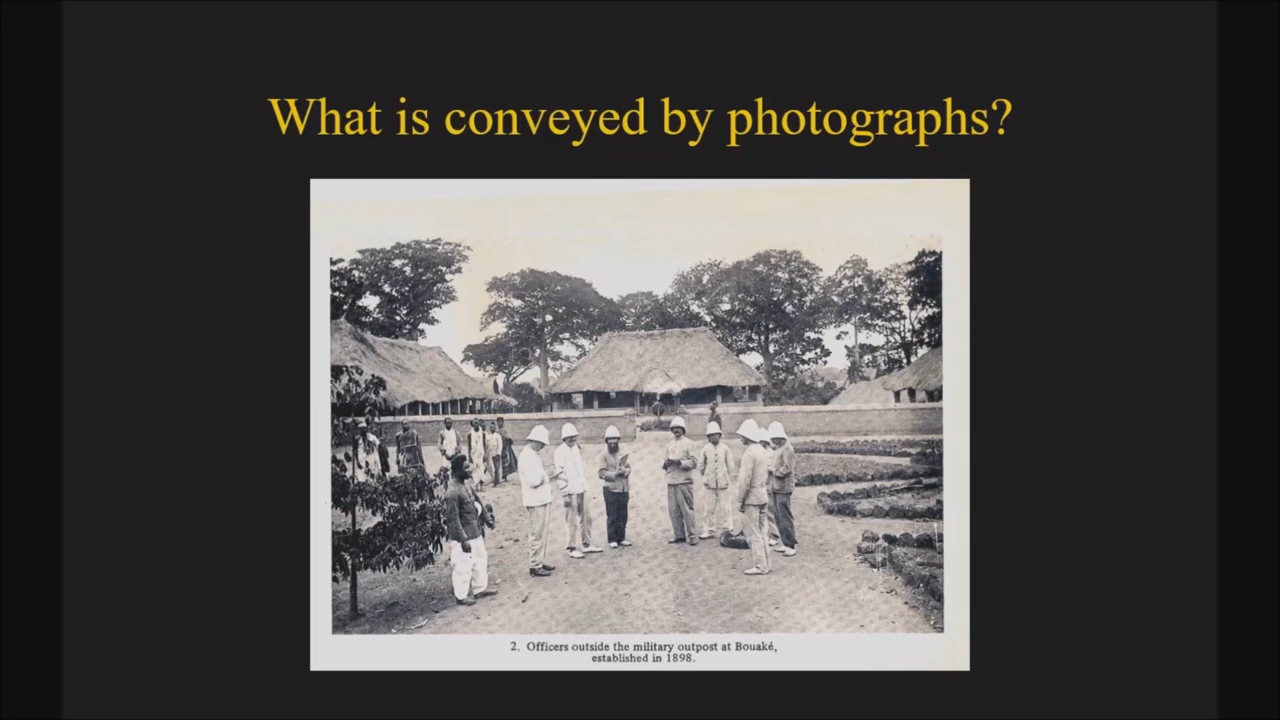 What is conveyed by photographs?
2. Officers outside the military outpost at Bouaké,
established in 1898.